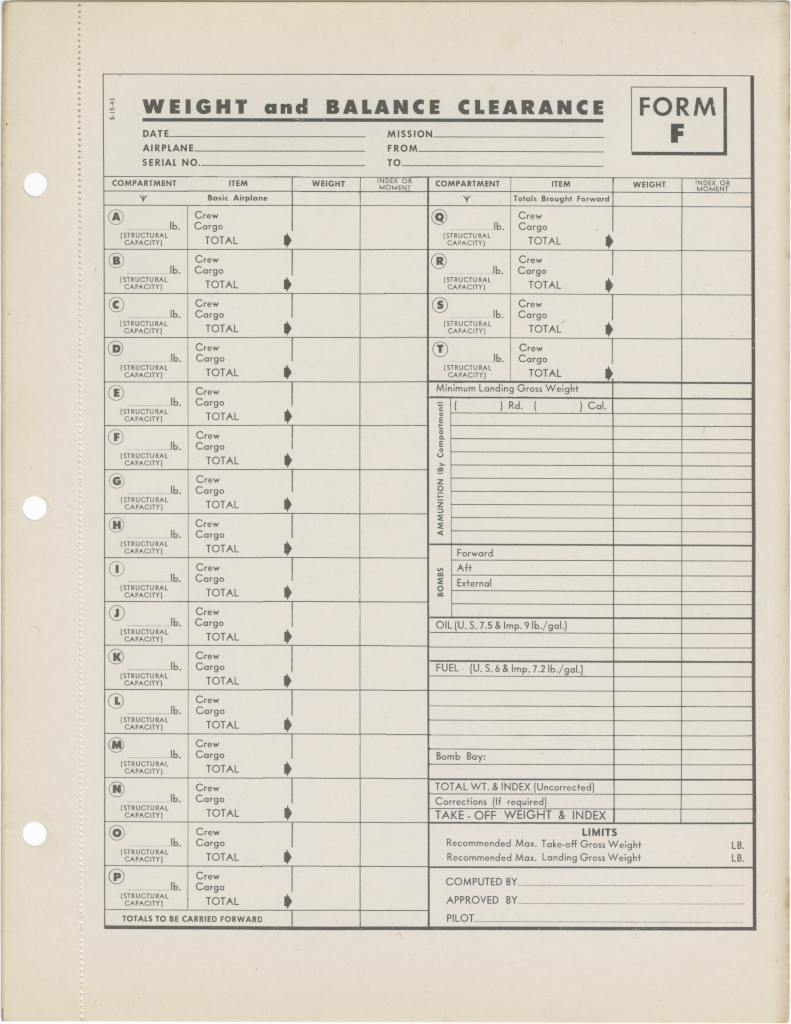 5-15-43
WEIGHT and BALANCE CLEARANCE
FORM
F
DATE
AIRPLANE
SERIAL NO.
MISSION
FROM
TO
COMPARTMENT ITEM WEIGHT INDEX OR MOMENT
Basic Airplane
A Crew
lb. Cargo
(STRUCTURAL CAPACITY) TOTAL
B Crew
lb. Cargo
(STRUCTURAL CAPACITY) TOTAL
C Crew
lb. Cargo
(STRUCTURAL CAPACITY) TOTAL
D Crew
lb. Cargo
(STRUCTURAL CAPACITY) TOTAL
E Crew
lb. Cargo
(STRUCTURAL CAPACITY) TOTAL
F Crew
lb. Cargo
(STRUCTURAL CAPACITY) TOTAL
G Crew
lb. Cargo
(STRUCTURAL CAPACITY) TOTAL
H Crew
lb. Cargo
(STRUCTURAL CAPACITY) TOTAL
I Crew
lb. Cargo
(STRUCTURAL CAPACITY) TOTAL
J Crew
lb. Cargo
(STRUCTURAL CAPACITY) TOTAL
K Crew
lb. Cargo
(STRUCTURAL CAPACITY) TOTAL
L Crew
lb. Cargo
(STRUCTURAL CAPACITY) TOTAL
M Crew
lb. Cargo
(STRUCTURAL CAPACITY) TOTAL
N Crew
lb. Cargo
(STRUCTURAL CAPACITY) TOTAL
O Crew
lb. Cargo
(STRUCTURAL CAPACITY) TOTAL
P Crew
lb. Cargo
(STRUCTURAL CAPACITY) TOTAL
TOTALS TO BE CARRIED FORWARD
COMPARTMENT ITEM WEIGHT INDEX OR MOMENT
Totals Brought Forward
Q Crew
lb. Cargo
(STRUCTURAL CAPACITY) TOTAL
R Crew
lb. Cargo
(STRUCTURAL CAPACITY) TOTAL
S Crew
lb. Cargo
(STRUCTURAL CAPACITY) TOTAL
T Crew
lb. Cargo
(STRUCTURAL CAPACITY) TOTAL
Minimum Landing Gross Weight
AMMUNITION (By Compartment)
( ) Rd. ( ) Cal.
BOMBS
Forward
Aft
External
OIL (U. S. 7.5 & Imp. 9 lb./gal.)
FUEL - (U. S. 6 & Imp. 7.2 lb./gal.)
Bomb Bay:
TOTAL WT. & INDEX (Uncorrected)
Corrections (If required)
TAKE-OFF WEIGHT & INDEX
LIMITS
Recommended Max. Take-off Gross Weight LB.
Recommended Max. Landing Gross Weight LB.
COMPUTED BY
APPROVED BY
PILOT